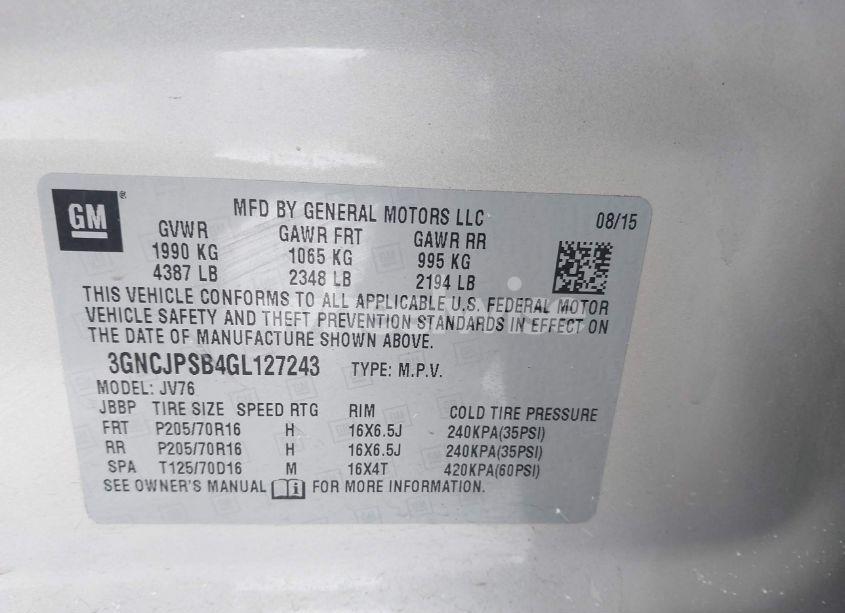 GM®
MFD BY GENERAL MOTORS LLC 08/15
GVWR GAWR FRT GAWR RR
1990 KG 1065 KG 995 KG
4387 LB 2348 LB 2194 LB
THIS VEHICLE CONFORMS TO ALL APPLICABLE U.S. FEDERAL MOTOR
VEHICLE SAFETY AND THEFT PREVENTION STANDARDS IN EFFECT ON
THE DATE OF MANUFACTURE SHOWN ABOVE.
3GNCJPSB4GL127243 TYPE: M.P.V.
MODEL: JV76
JBBP TIRE SIZE SPEED RTG RIM COLD TIRE PRESSURE
FRT P205/70R16 H 16X6.5J 240KPA(35PSI)
RR P205/70R16 H 16X6.5J 240KPA(35PSI)
SPA T125/70D16 M 16X4T 420KPA(60PSI)
SEE OWNER'S MANUAL FOR MORE INFORMATION.